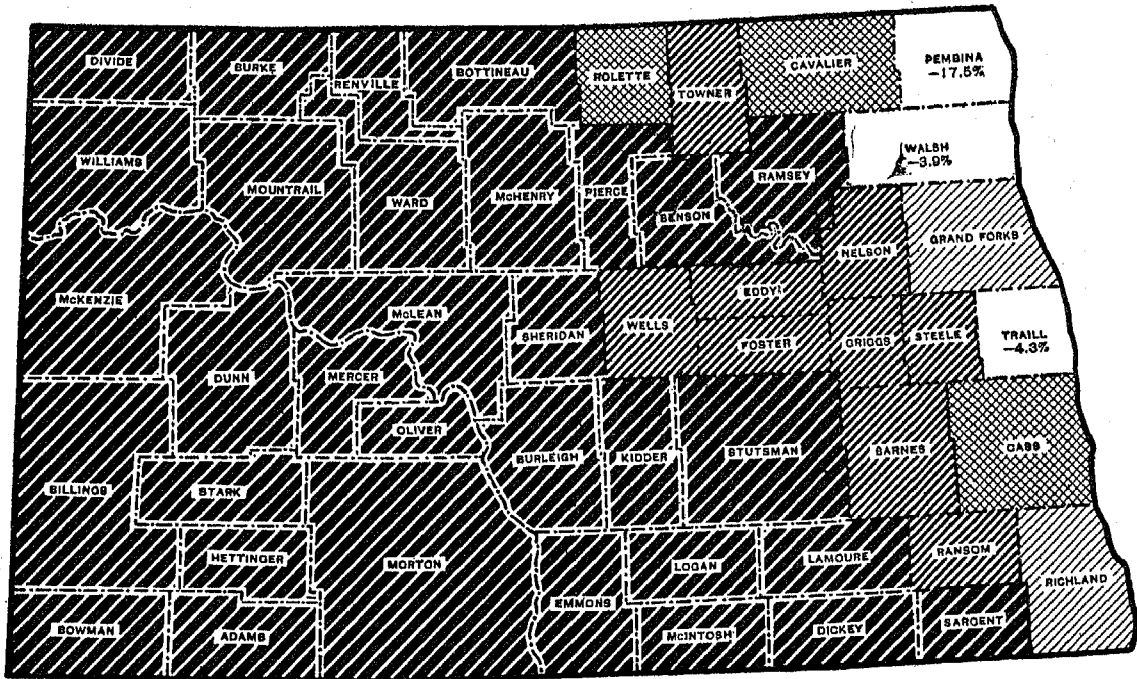 DIVIDE
BURKE
RENVILLE
BOTTINEAU
ROLETTE
TOWNER
CAVALIER
PEMBINA
-17.5%
WILLIAMS
MOUNTRAIL
WARD
McHENRY
PIERCE
BENSON
RAMSEY
WALSH
-3.9%
NELSON
GRAND FORKS
McKENZIE
DUNN
McLEAN
MERCER
OLIVER
SHERIDAN
WELLS
EDDY
FOSTER
GRIGGS
STEELE
TRAILL
-4.3%
BILLINGS
STARK
BURLEIGH
KIDDER
STUTSMAN
BARNES
CASS
HETTINGER
MORTON
EMMONS
LOGAN
LAMOURE
RANSOM
RICHLAND
BOWMAN
ADAMS
McINTOSH
DICKEY
SARGENT